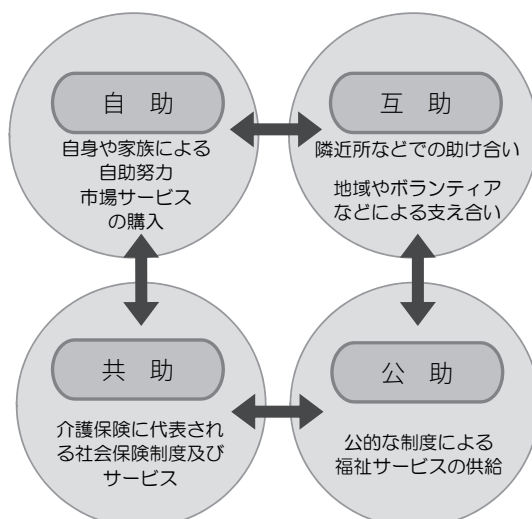 自　助
自身や家族による
自助努力
市場サービス
の購入
互　助
隣近所などでの助け合い
地域やボランティア
などによる支え合い
共　助
介護保険に代表され
る社会保険制度及び
サービス
公　助
公的な制度による
福祉サービスの供給